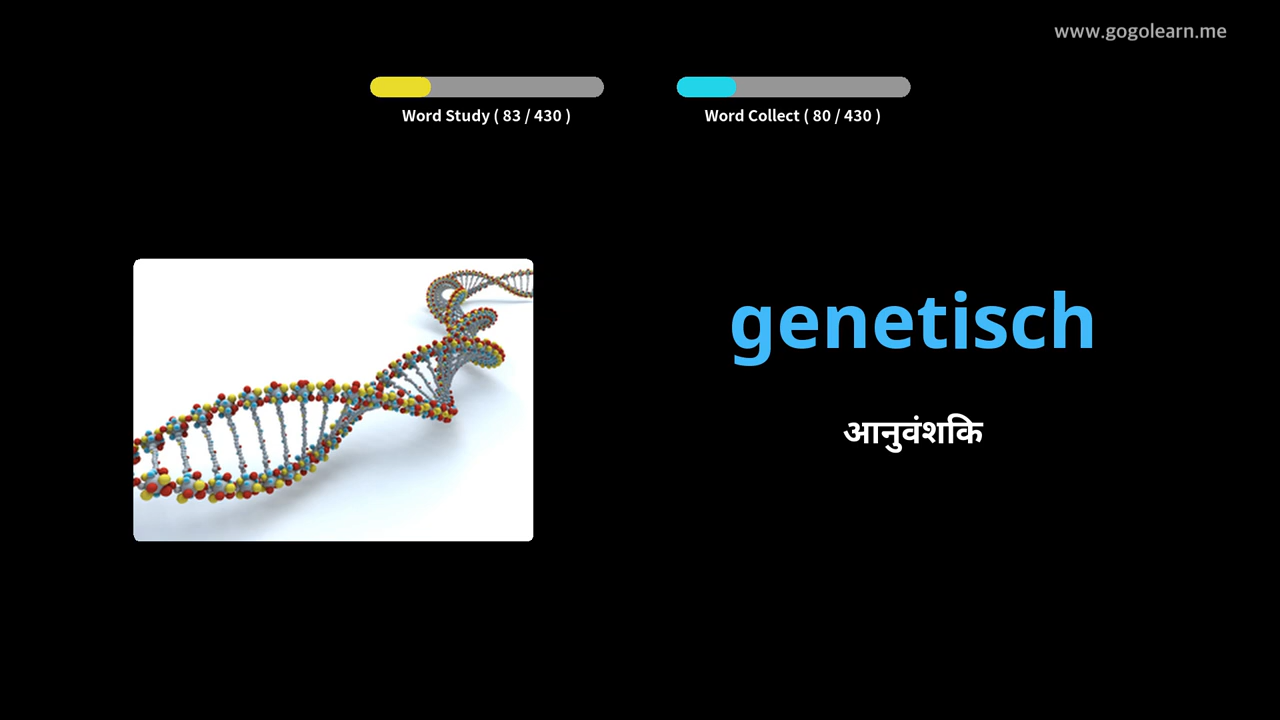 www.gogolearn.me
Word Study ( 83 / 430 )
Word Collect ( 80 / 430 )
genetisch
आनुवंशकि